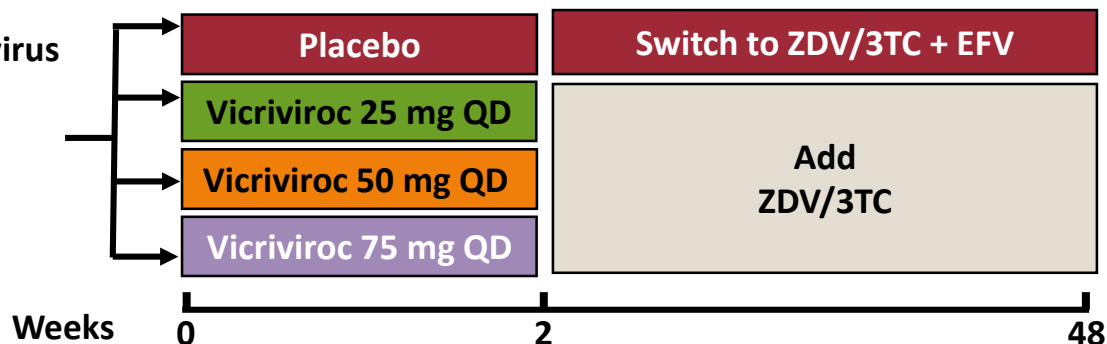 Placebo
Switch to ZDV/3TC + EFV
Vicriviroc 25 mg QD
Vicriviroc 50 mg QD
Add
ZDV/3TC
Vicriviroc 75 mg QD
Weeks 0 2 48